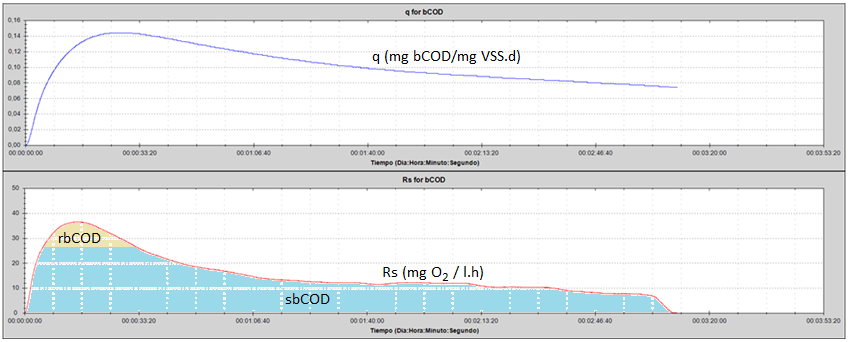 q for bCOD
0,16
0,14
0,12
0,10
0,08
0,06
0,04
0,02
0,00
q (mg bCOD/mg VSS.d)
00:00:00:00 00:00:33:20 00:01:06:40 00:01:40:00 00:02:13:20 00:02:46:40 00:03:20:00 00:03:53:20
Tiempo (Dia:Hora:Minuto:Segundo)
Rs for bCOD
50
40
30
20
10
0
rbCOD
Rs (mg O₂ / l.h)
sbCOD
00:00:00:00 00:00:33:20 00:01:06:40 00:01:40:00 00:02:13:20 00:02:46:40 00:03:20:00 00:03:53:20
Tiempo (Dia:Hora:Minuto:Segundo)